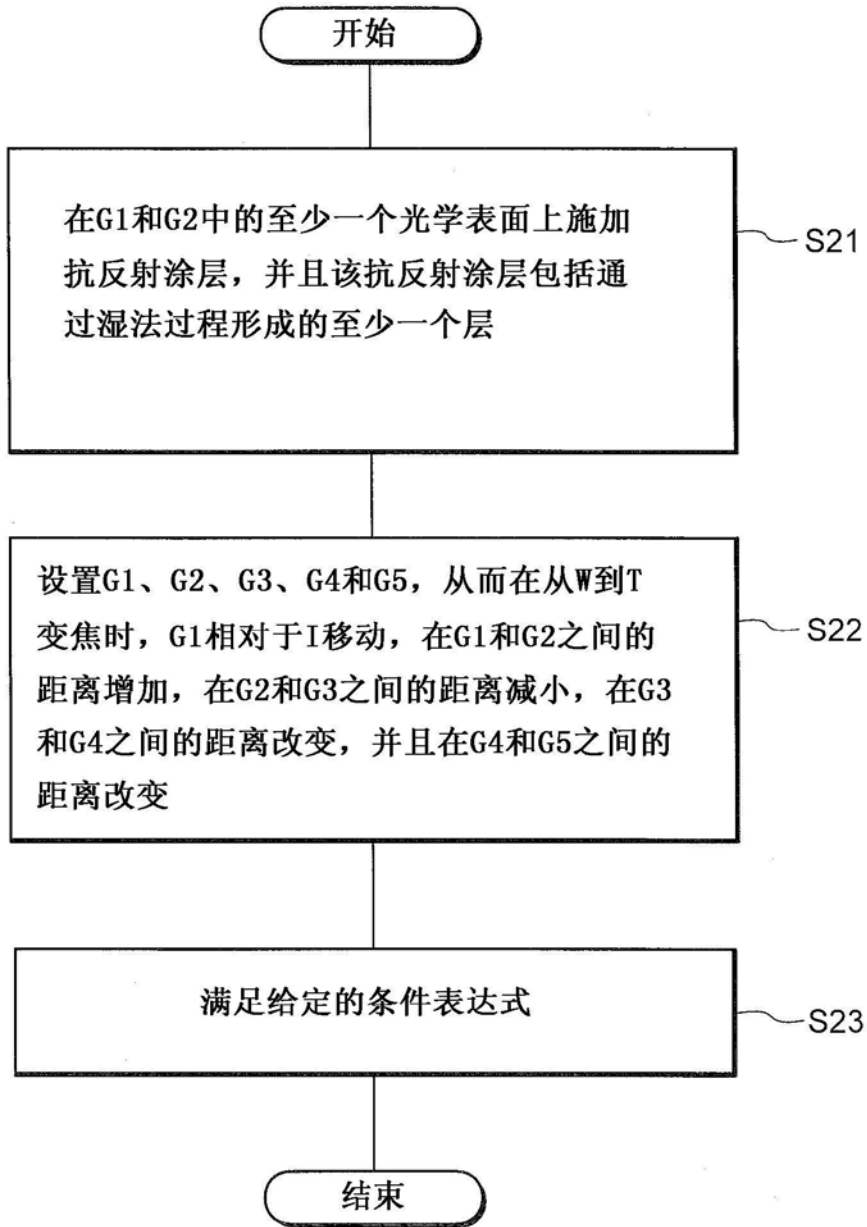 开始
在G1和G2中的至少一个光学表面上施加
抗反射涂层，并且该抗反射涂层包括通
过湿法过程形成的至少一个层
S21
设置G1、G2、G3、G4和G5，从而在从W到T
变焦时，G1相对于I移动，在G1和G2之间的
距离增加，在G2和G3之间的距离减小，在G3
和G4之间的距离改变，并且在G4和G5之间的
距离改变
S22
满足给定的条件表达式
S23
结束